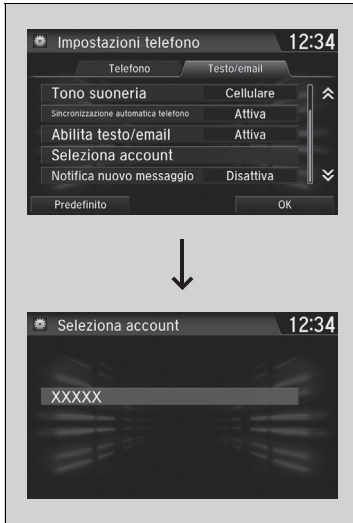 Impostazioni telefono 12:34
Telefono Testo/email
Tono suoneria Cellulare
Sincronizzazione automatica telefono Attiva
Abilita testo/email Attiva
Seleziona account
Notifica nuovo messaggio Disattiva
Predefinito OK
Seleziona account 12:34
XXXXX